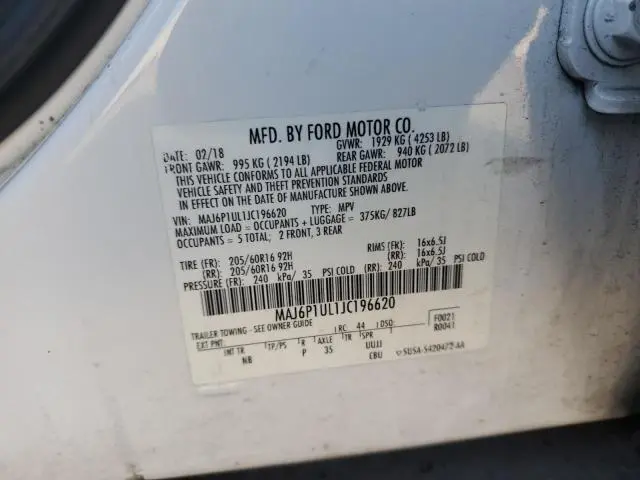 MFD. BY FORD MOTOR CO.
DATE: 02/18 GVWR: 1929 KG ( 4253 LB)
FRONT GAWR: 995 KG ( 2194 LB) REAR GAWR: 940 KG ( 2072 LB)
THIS VEHICLE CONFORMS TO ALL APPLICABLE FEDERAL MOTOR
VEHICLE SAFETY AND THEFT PREVENTION STANDARDS
IN EFFECT ON THE DATE OF MANUFACTURE SHOWN ABOVE.
VIN: MAJ6P1UL1JC196620 TYPE: MPV
MAXIMUM LOAD = OCCUPANTS + LUGGAGE = 375KG/ 827LB
OCCUPANTS = 5 TOTAL; 2 FRONT, 3 REAR
TIRE (FR): 205/60R16 92H RIMS (FR): 16x6.5J
(RR): 205/60R16 92H (RR): 16x6.5J
PRESSURE (FR): 240 kPa/ 35 PSI COLD (RR): 240 kPa/ 35 PSI COLD
MAJ6P1UL1JC196620
TRAILER TOWING - SEE OWNER GUIDE
EXT PNT: RC: 44 DSO: F0021
R0041
INT TR TP/PS R AXLE TR SPR UUJJ
NB P 35 CBU SUSA-S420472-AA